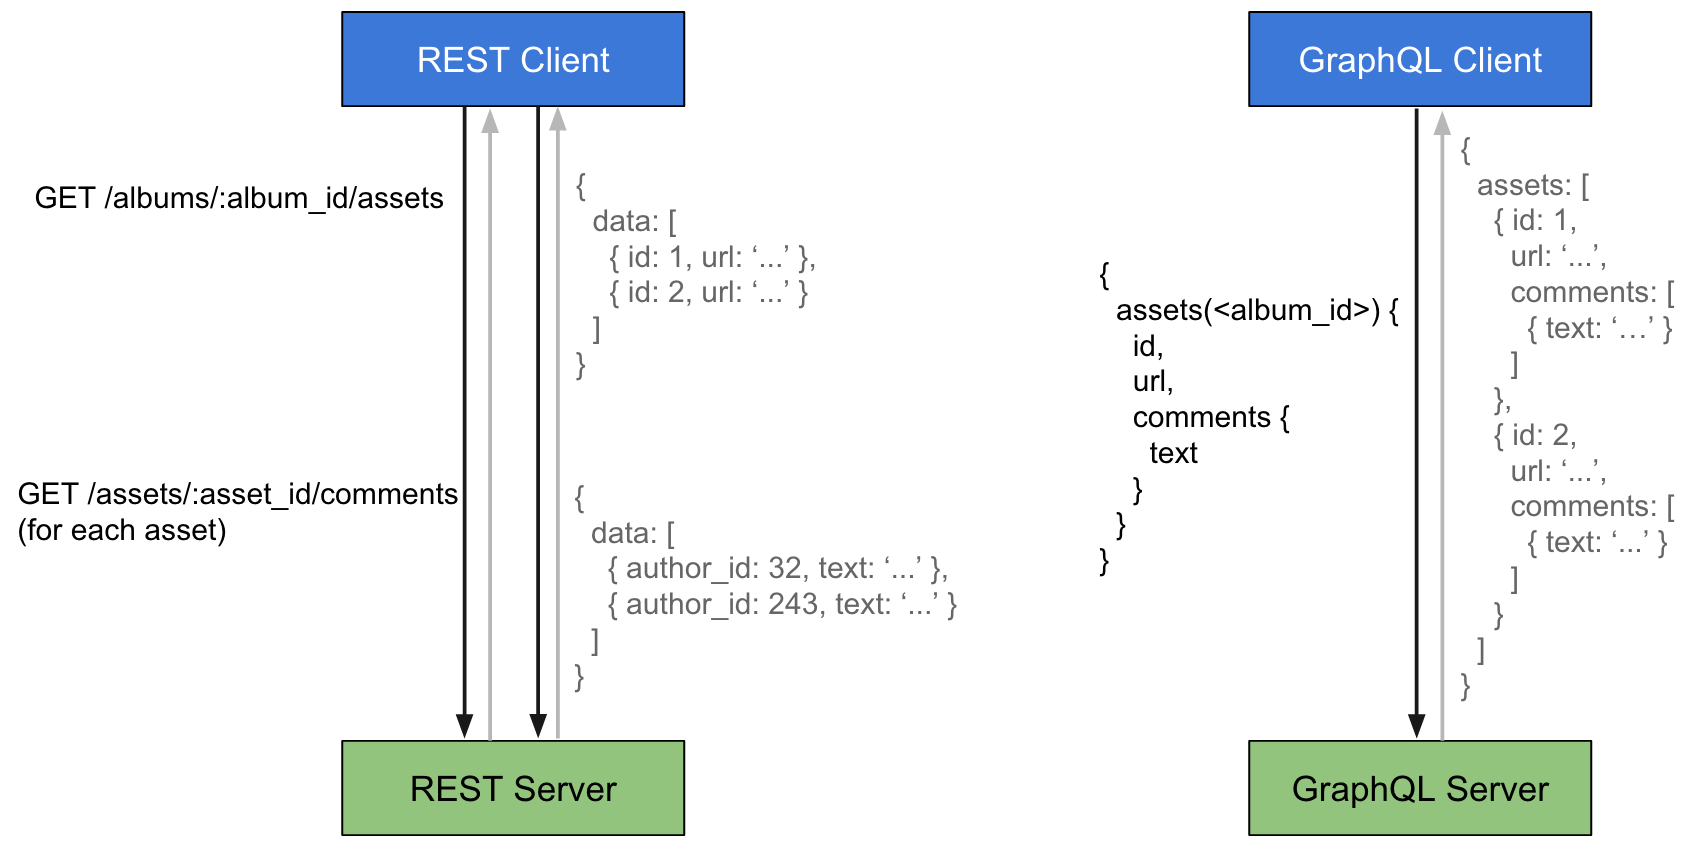 REST Client
GET /albums/:album_id/assets
{
data: [
{ id: 1, url: ‘...’ },
{ id: 2, url: ‘...’ }
]
}
GET /assets/:asset_id/comments
(for each asset)
{
data: [
{ author_id: 32, text: ‘...’ },
{ author_id: 243, text: ‘...’ }
]
}
REST Server
GraphQL Client
{
assets(<album_id>) {
id,
url,
comments {
text
}
}
}
{
assets: [
{ id: 1,
url: ‘...’,
comments: [
{ text: ‘…’ }
]
},
{ id: 2,
url: ‘...’,
comments: [
{ text: ‘...’ }
]
}
]
}
GraphQL Server